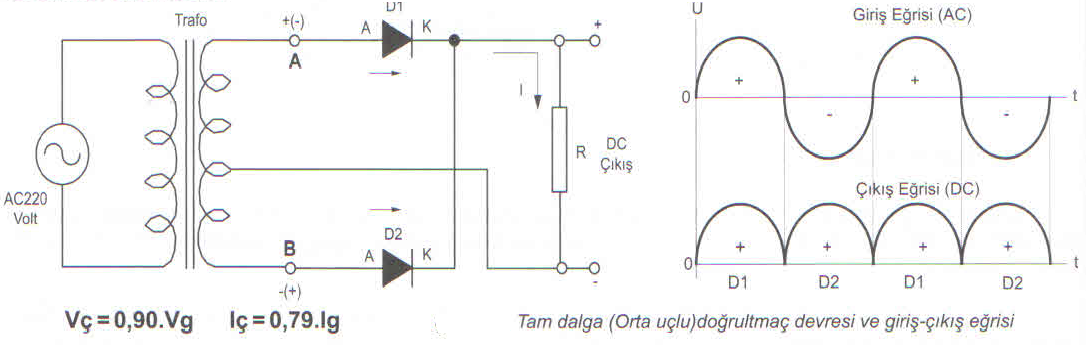 Trafo
+(-)
A
A
D1
K
+
I
R
DC
Çıkış
AC220
Volt
B
-(+)
A
D2
K
-
Vç=0,90.Vg
Iç=0,79.Ig
U
Giriş Eğrisi (AC)
+
-
+
-
0
t
Çıkış Eğrisi (DC)
+
+
+
+
0
t
D1
D2
D1
D2
Tam dalga (Orta uçlu)doğrultmaç devresi ve giriş-çıkış eğrisi